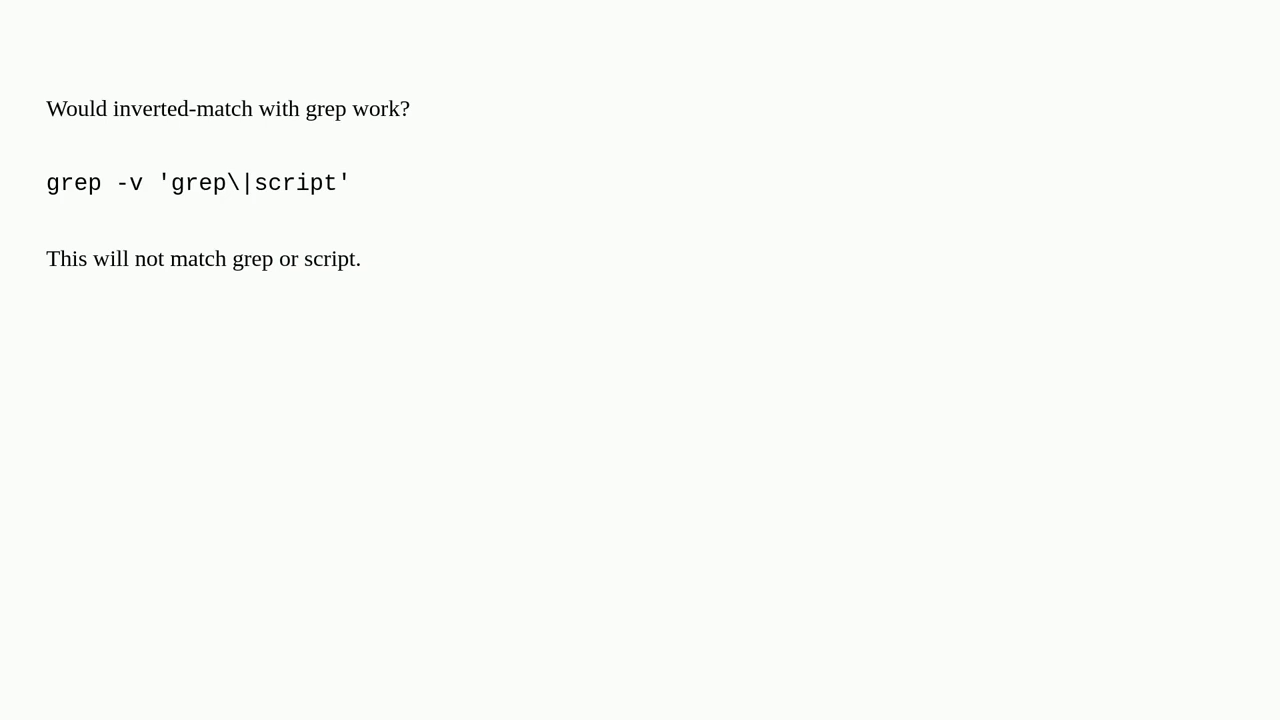 Would inverted-match with grep work?
grep -v 'grep\|script'
This will not match grep or script.